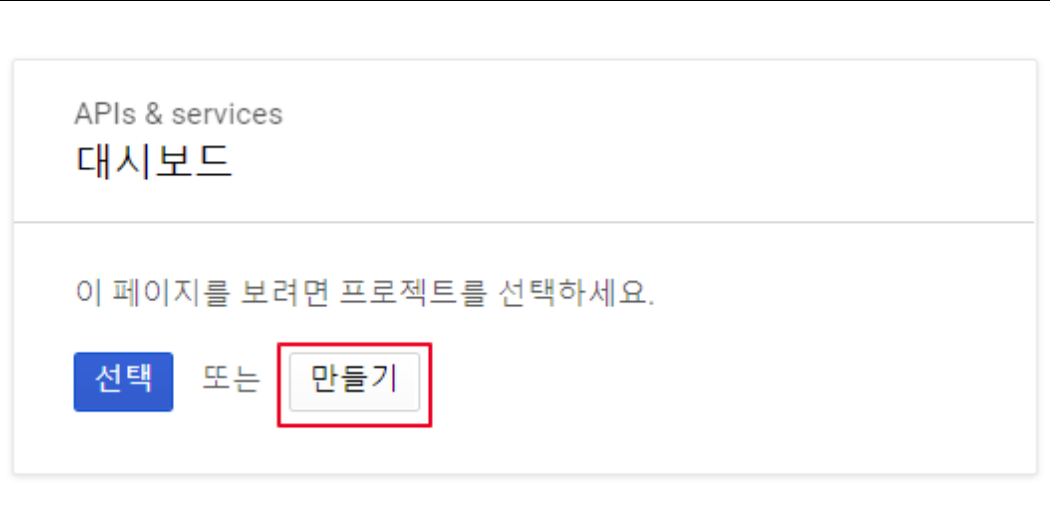 APIs & services
대시보드
이 페이지를 보려면 프로젝트를 선택하세요.
선택 또는 만들기